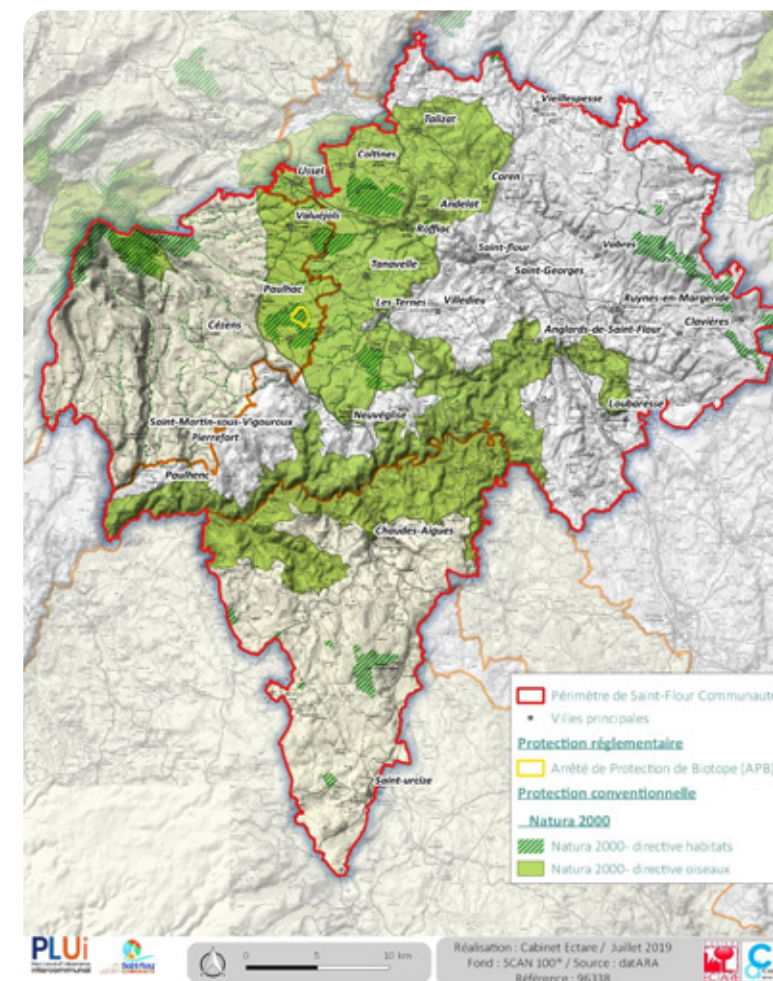 Vieillespesse
Talizat
Coltines
Ussel
Coren
Andelat
Valuéjols
Roffiac
Saint-flour
Vabres
Saint-Georges
Tanavelle
Paulhac
Les Ternes
Villedieu
Ruynes-en-Margeride
Clavières
Cézens
Anglards-de-Saint-Flour
Loubaresse
Neuvéglise
Saint-Martin-sous-Vigouroux
Pierrefort
Paulhenc
Chaudes-Aigues
Saint-urcize
Périmètre de Saint-Flour Communauté
Villes principales
Protection réglementaire
Arrêté de Protection de Biotope (APB)
Protection conventionnelle
Natura 2000
Natura 2000- directive habitats
Natura 2000- directive oiseaux
PLUi
intercommunal
0 5 10 km
Réalisation : Cabinet Ectare / Juillet 2019
Fond : SCAN 100® / Source : datARA
Référence : 96338